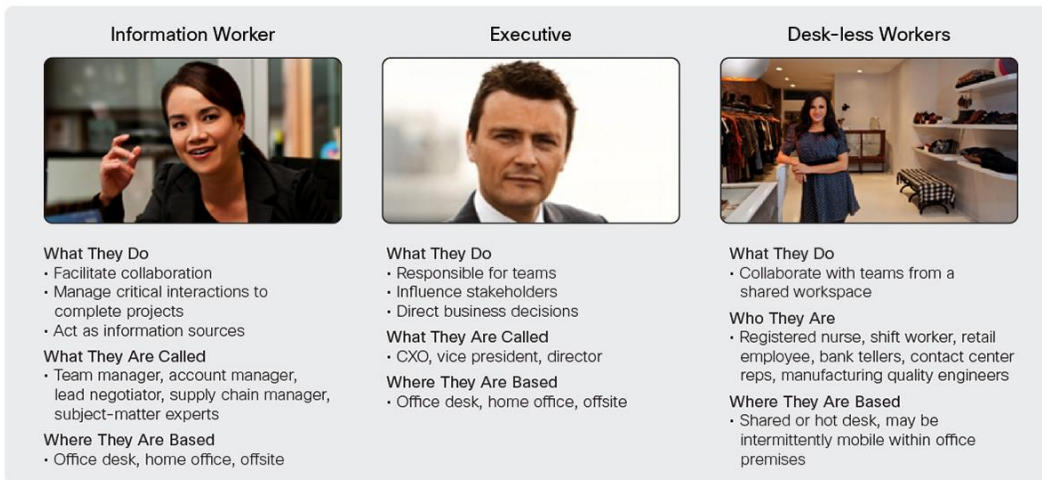 Information Worker
What They Do
• Facilitate collaboration
• Manage critical interactions to
complete projects
• Act as information sources
What They Are Called
• Team manager, account manager,
lead negotiator, supply chain manager,
subject-matter experts
Where They Are Based
• Office desk, home office, offsite
Executive
What They Do
• Responsible for teams
• Influence stakeholders
• Direct business decisions
What They Are Called
• CXO, vice president, director
Where They Are Based
• Office desk, home office, offsite
Desk-less Workers
What They Do
• Collaborate with teams from a
shared workspace
Who They Are
• Registered nurse, shift worker, retail
employee, bank tellers, contact center
reps, manufacturing quality engineers
Where They Are Based
• Shared or hot desk, may be
intermittently mobile within office
premises